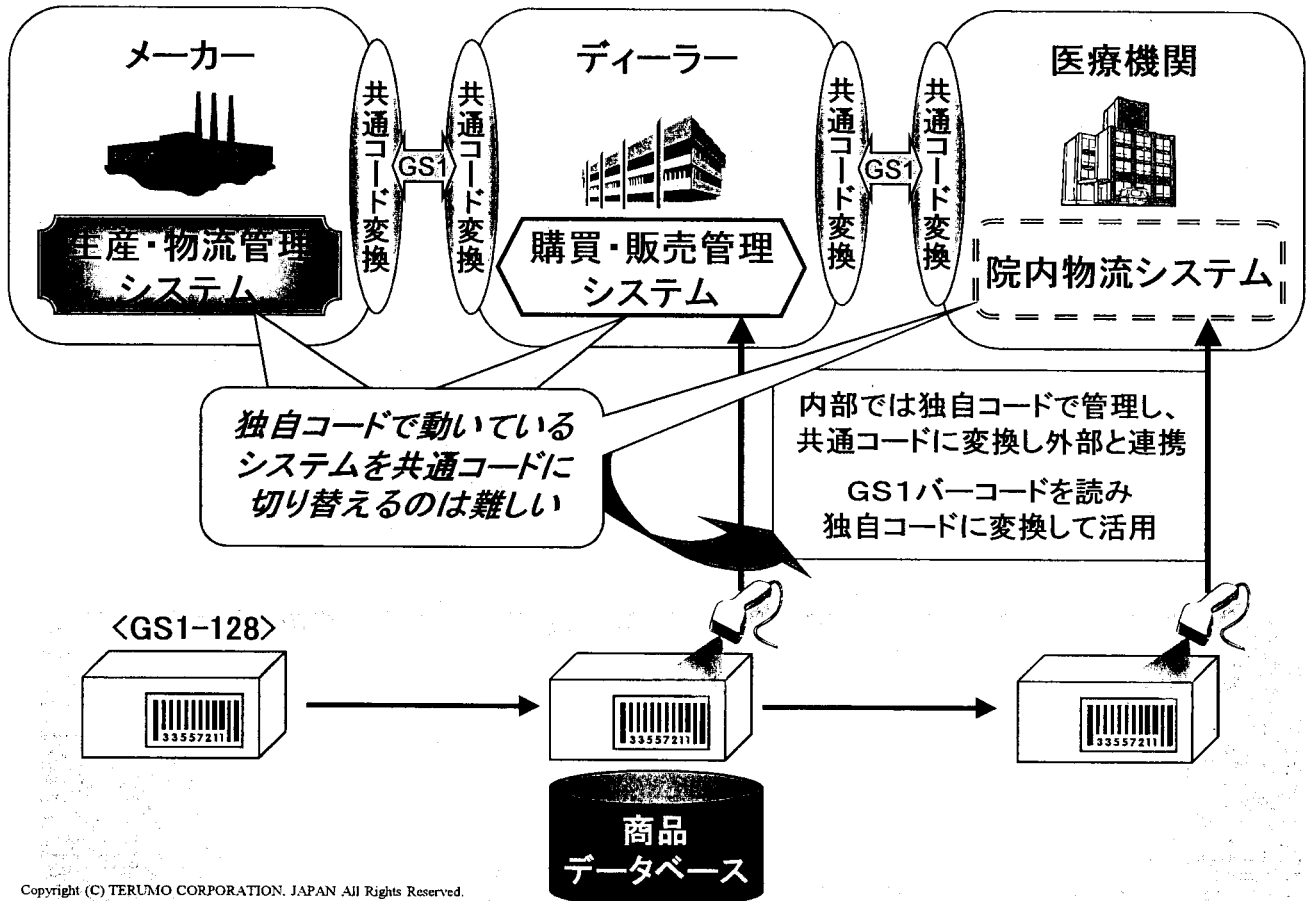 メーカー
ディーラー
医療機関
共通コード変換
GS1
共通コード変換
共通コード変換
GS1
共通コード変換
生産・物流管理
システム
購買・販売管理
システム
院内物流システム
独自コードで動いている
システムを共通コードに
切り替えるのは難しい
内部では独自コードで管理し、
共通コードに変換し外部と連携
GS1バーコードを読み
独自コードに変換して活用
<GS1-128>
33557211
33557211
33557211
商品
データベース
Copyright (C) TERUMO CORPORATION. JAPAN All Rights Reserved.